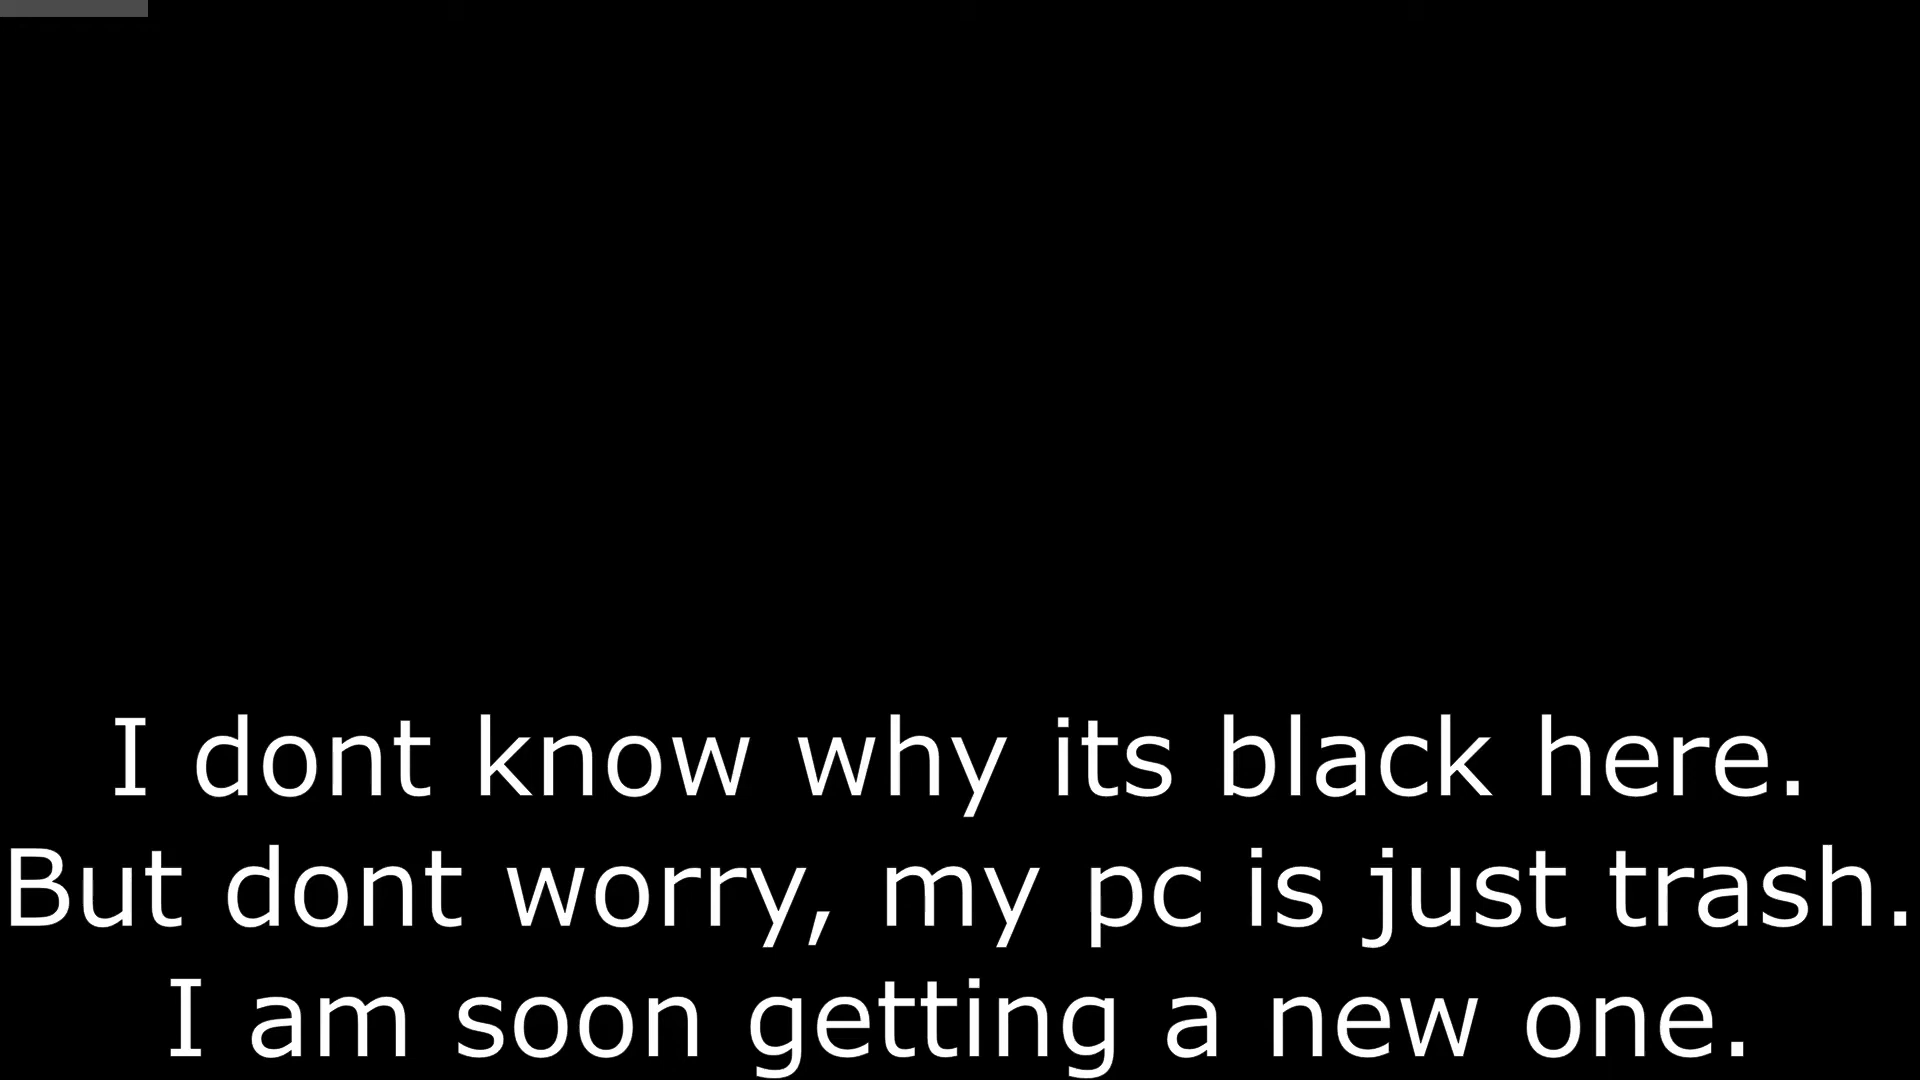 I dont know why its black here.
But dont worry, my pc is just trash.
I am soon getting a new one.